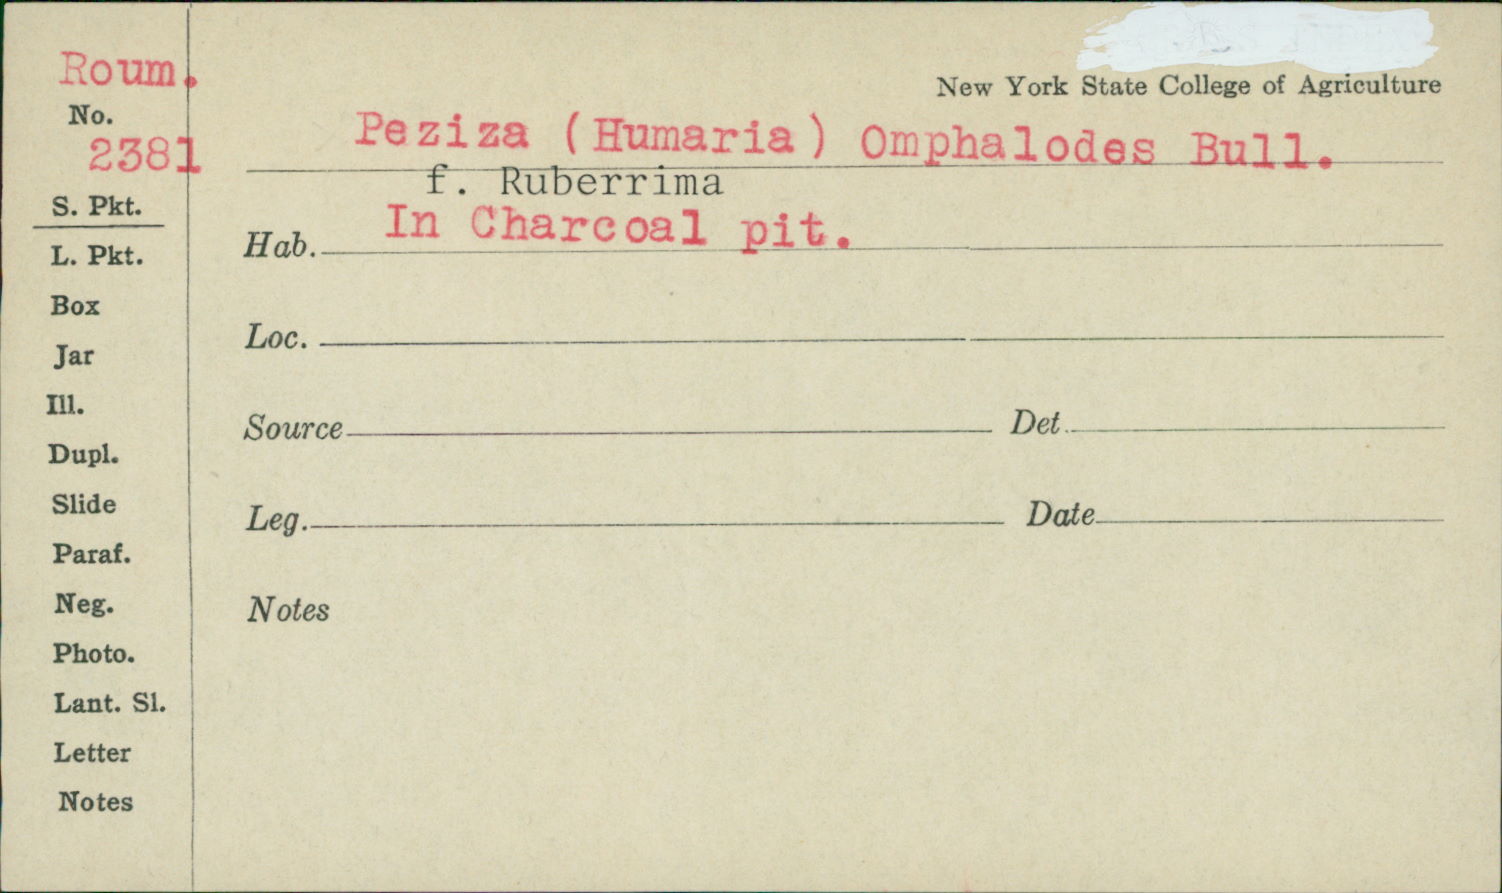 Roum.
No.
2381
S. Pkt.
L. Pkt.
Box
Jar
Ill.
Dupl.
Slide
Paraf.
Neg.
Photo.
Lant. Sl.
Letter
Notes
New York State College of Agriculture
Peziza (Humaria) Omphalodes Bull.
f. Ruberrima
Hab. In Charcoal pit.
Loc.
Source Det.
Leg. Date
Notes